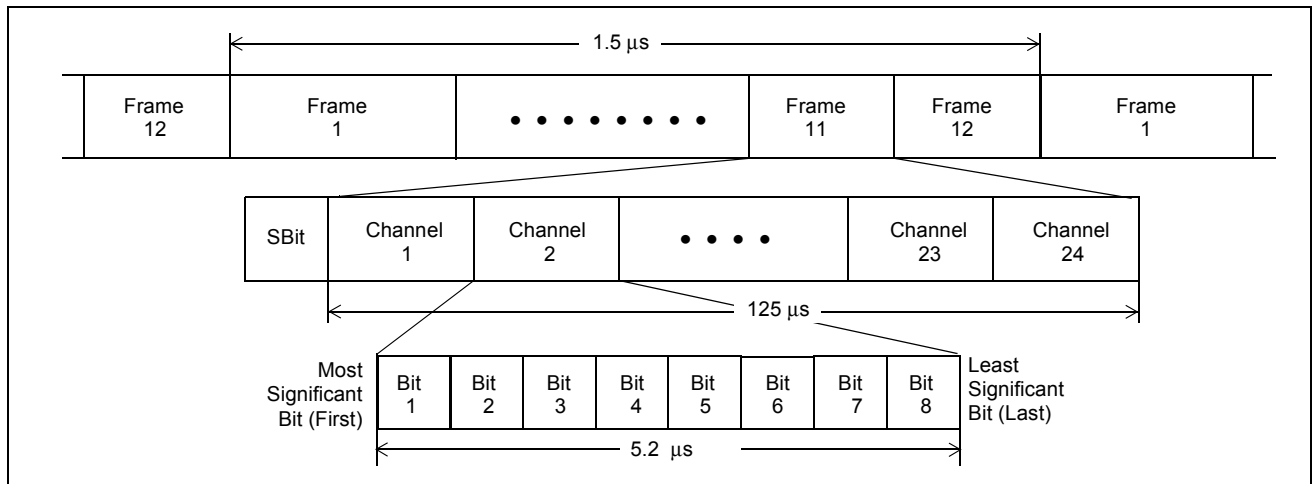 1.5 μs
Frame
12
Frame
1
Frame
11
Frame
12
Frame
1
SBit
Channel
1
Channel
2
Channel
23
Channel
24
125 μs
Most
Significant
Bit (First)
Bit
1
Bit
2
Bit
3
Bit
4
Bit
5
Bit
6
Bit
7
Bit
8
Least
Significant
Bit (Last)
5.2 μs